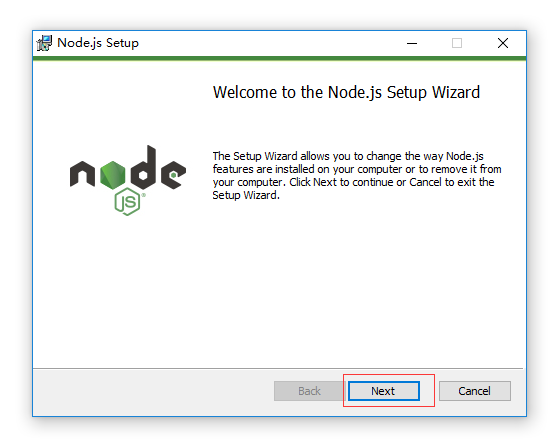 Node.js Setup
Welcome to the Node.js Setup Wizard
node
JS
The Setup Wizard allows you to change the way Node.js
features are installed on your computer or to remove it from
your computer. Click Next to continue or Cancel to exit the
Setup Wizard.
Back
Next
Cancel